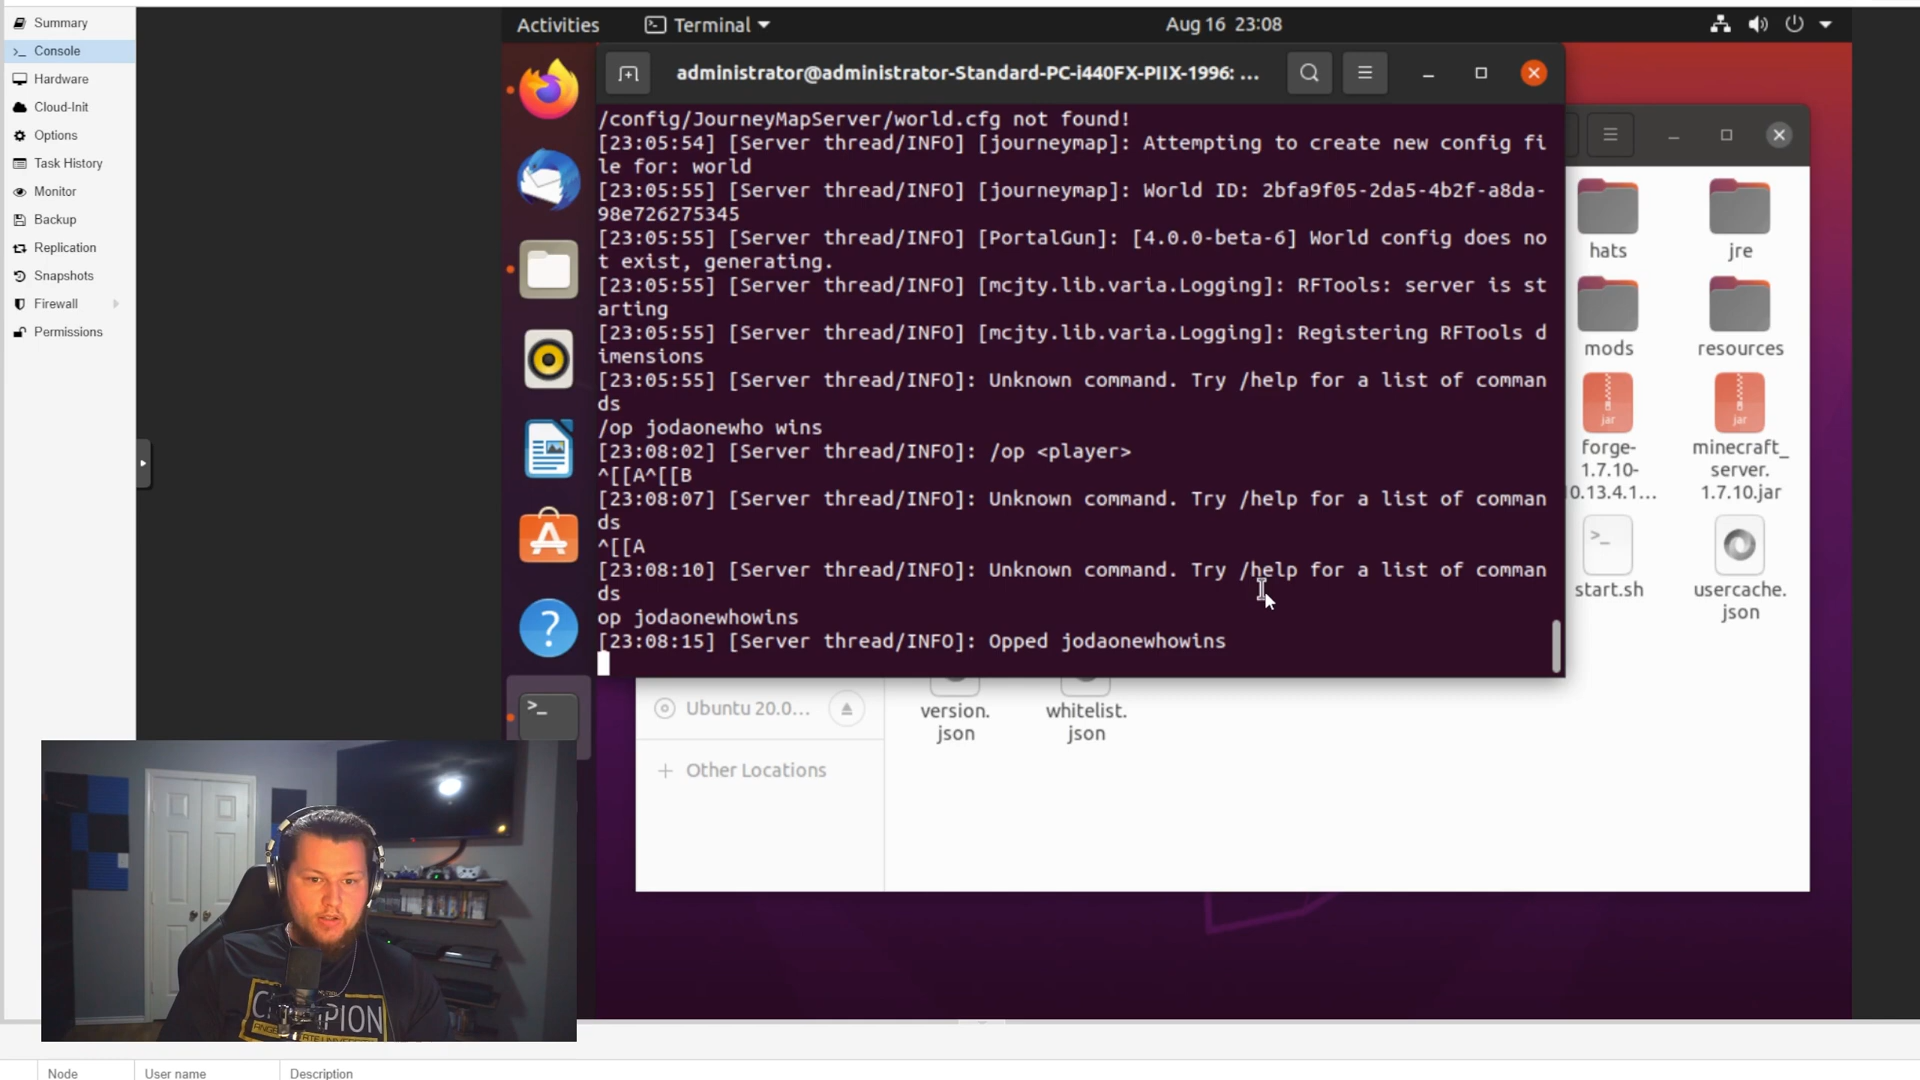 Summary
Console
Hardware
Cloud-Init
Options
Task History
Monitor
Backup
Replication
Snapshots
Firewall
Permissions
Activities
Terminal
Aug 16 23:08
administrator@administrator-Standard-PC-i440FX-PIIX-1996: ...
/config/JourneyMapServer/world.cfg not found!
[23:05:54] [Server thread/INFO] [journeymap]: Attempting to create new config fi
le for: world
[23:05:55] [Server thread/INFO] [journeymap]: World ID: 2bfa9f05-2da5-4b2f-a8da-
98e726275345
[23:05:55] [Server thread/INFO] [PortalGun]: [4.0.0-beta-6] World config does no
t exist, generating.
[23:05:55] [Server thread/INFO] [mcjty.lib.varia.Logging]: RFTools: server is st
arting
[23:05:55] [Server thread/INFO] [mcjty.lib.varia.Logging]: Registering RFTools d
imensions
[23:05:55] [Server thread/INFO]: Unknown command. Try /help for a list of comman
ds
/op jodaonewho wins
[23:08:02] [Server thread/INFO]: /op <player>
^[[A^[[B
[23:08:07] [Server thread/INFO]: Unknown command. Try /help for a list of comman
ds
^[[A
[23:08:10] [Server thread/INFO]: Unknown command. Try /help for a list of comman
ds
op jodaonewhowins
[23:08:15] [Server thread/INFO]: Opped jodaonewhowins
hats
jre
mods
resources
jar
jar
forge-
1.7.10-
0.13.4.1...
minecraft_
server.
1.7.10.jar
start.sh
usercache.
json
Ubuntu 20.0...
Other Locations
version.
json
whitelist.
json
CHAMPION
Node
User name
Description